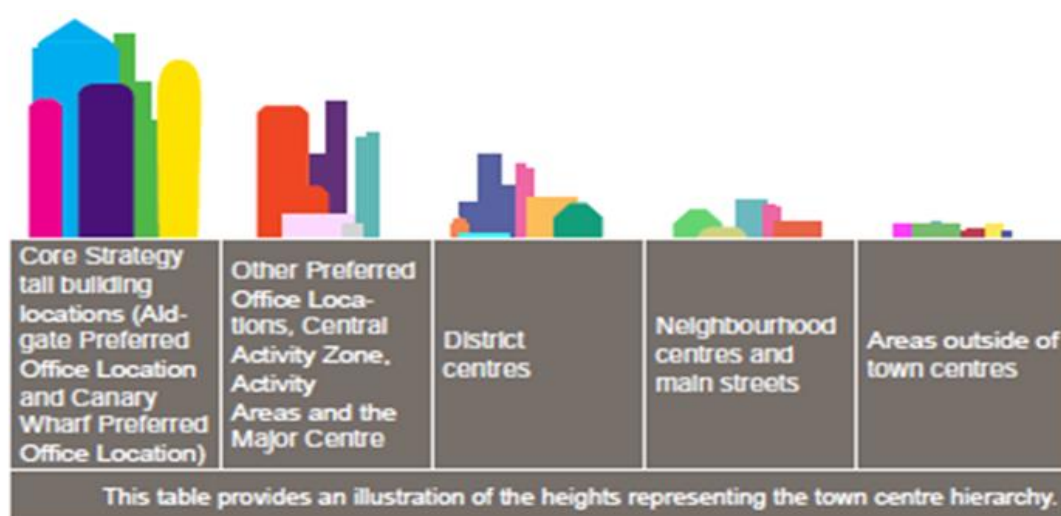 Core Strategy
tall building
locations (Ald-
gate Preferred
Office Location
and Canary
Wharf Preferred
Office Location)
Other Preferred
Office Loca-
tions, Central
Activity Zone,
Activity
Areas and the
Major Centre
District
centres
Neighbourhood
centres and
main streets
Areas outside of
town centres
This table provides an illustration of the heights representing the town centre hierarchy.